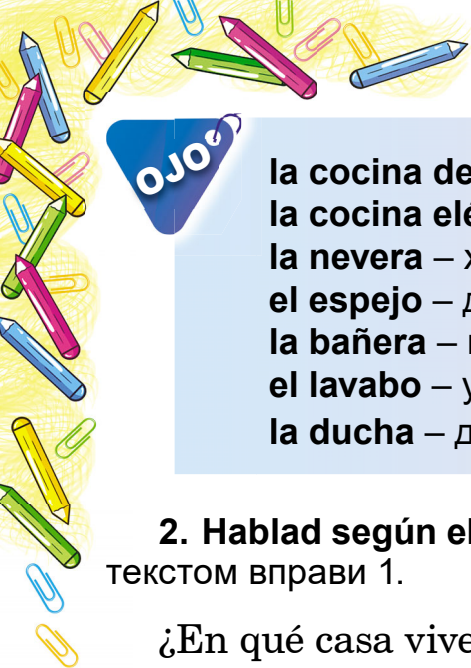 OJO
la cocina de
la cocina elé
la nevera – х
el espejo – д
la bañera –
el lavabo – у
la ducha – д
2. Hablad según el
текстом вправи 1.
¿En qué casa vive